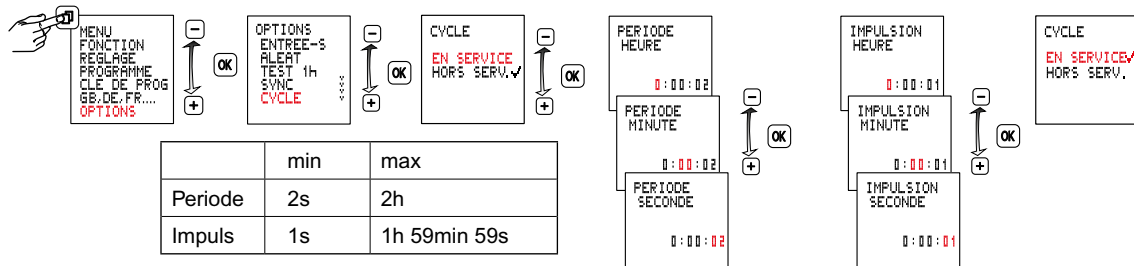 MENU
FONCTION
REGLAGE
PROGRAMME
CLE DE PROG
GB,DE,FR....
OPTIONS
−
OK
+
OPTIONS
ENTREE-S
ALEAT
TEST 1h
SYNC
CYCLE
−
OK
+
CYCLE
EN SERVICE
HORS SERV.✓
−
OK
+
PERIODE
HEURE
0:00:02
PERIODE
MINUTE
0:00:02
PERIODE
SECONDE
0:00:02
−
OK
+
IMPULSION
HEURE
0:00:01
IMPULSION
MINUTE
0:00:01
IMPULSION
SECONDE
0:00:01
−
OK
+
CYCLE
EN SERVICE✓
HORS SERV.
min max
Periode 2s 2h
Impuls 1s 1h 59min 59s